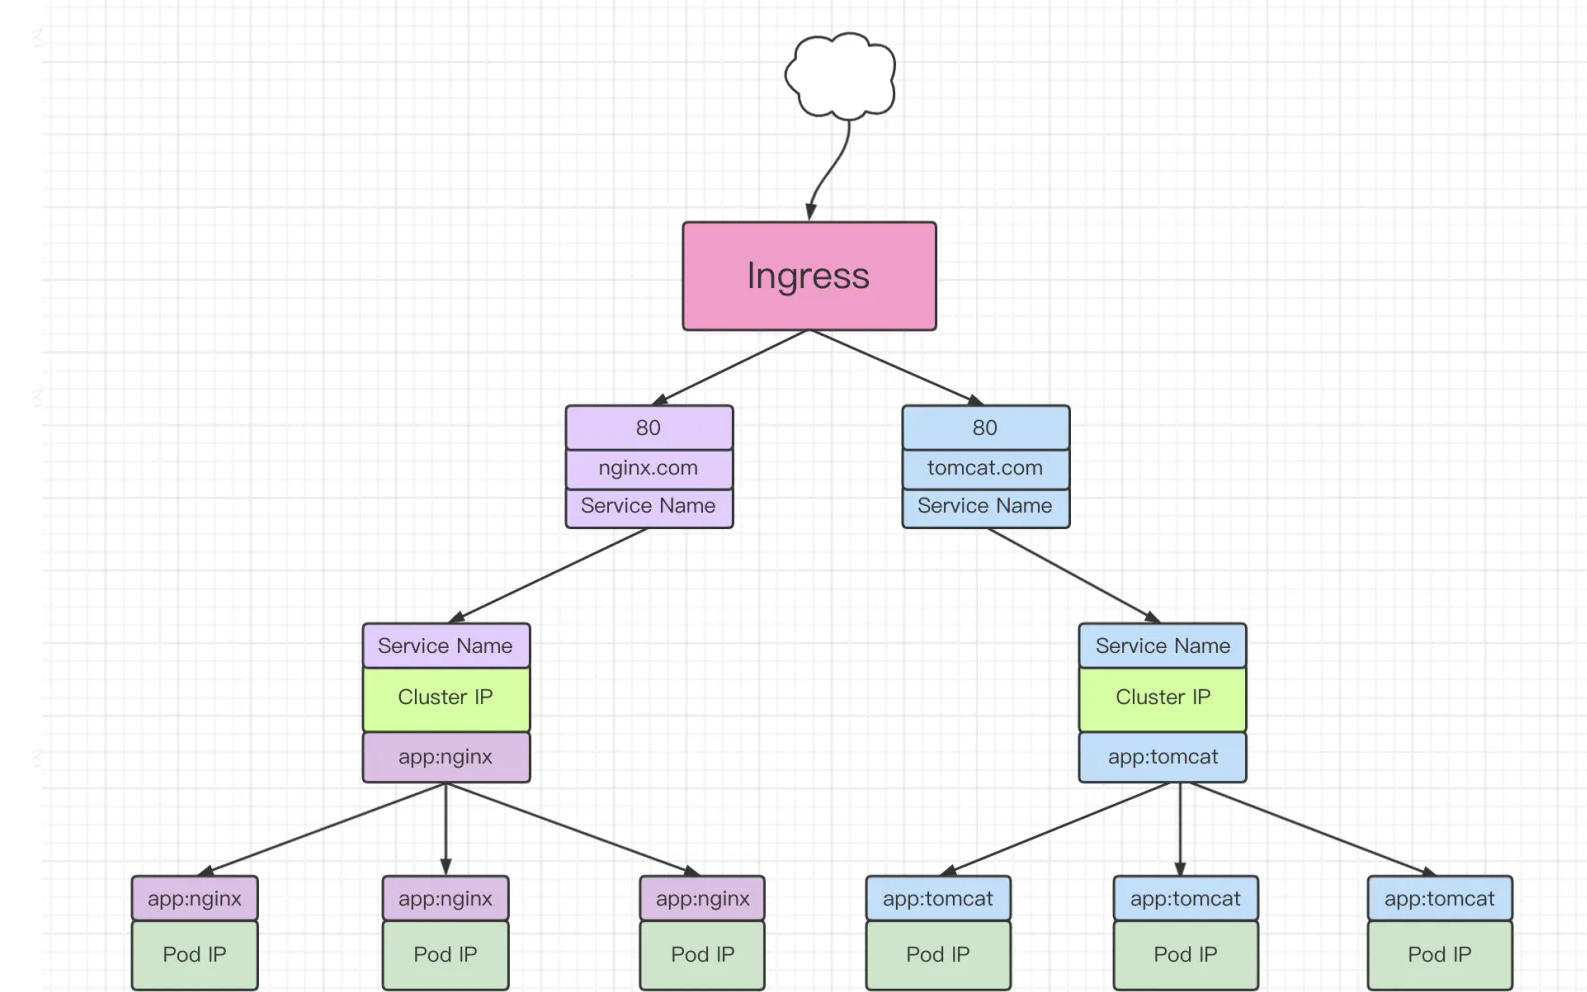 Ingress
80
nginx.com
Service Name
80
tomcat.com
Service Name
Service Name
Cluster IP
app:nginx
Service Name
Cluster IP
app:tomcat
app:nginx
Pod IP
app:nginx
Pod IP
app:nginx
Pod IP
app:tomcat
Pod IP
app:tomcat
Pod IP
app:tomcat
Pod IP